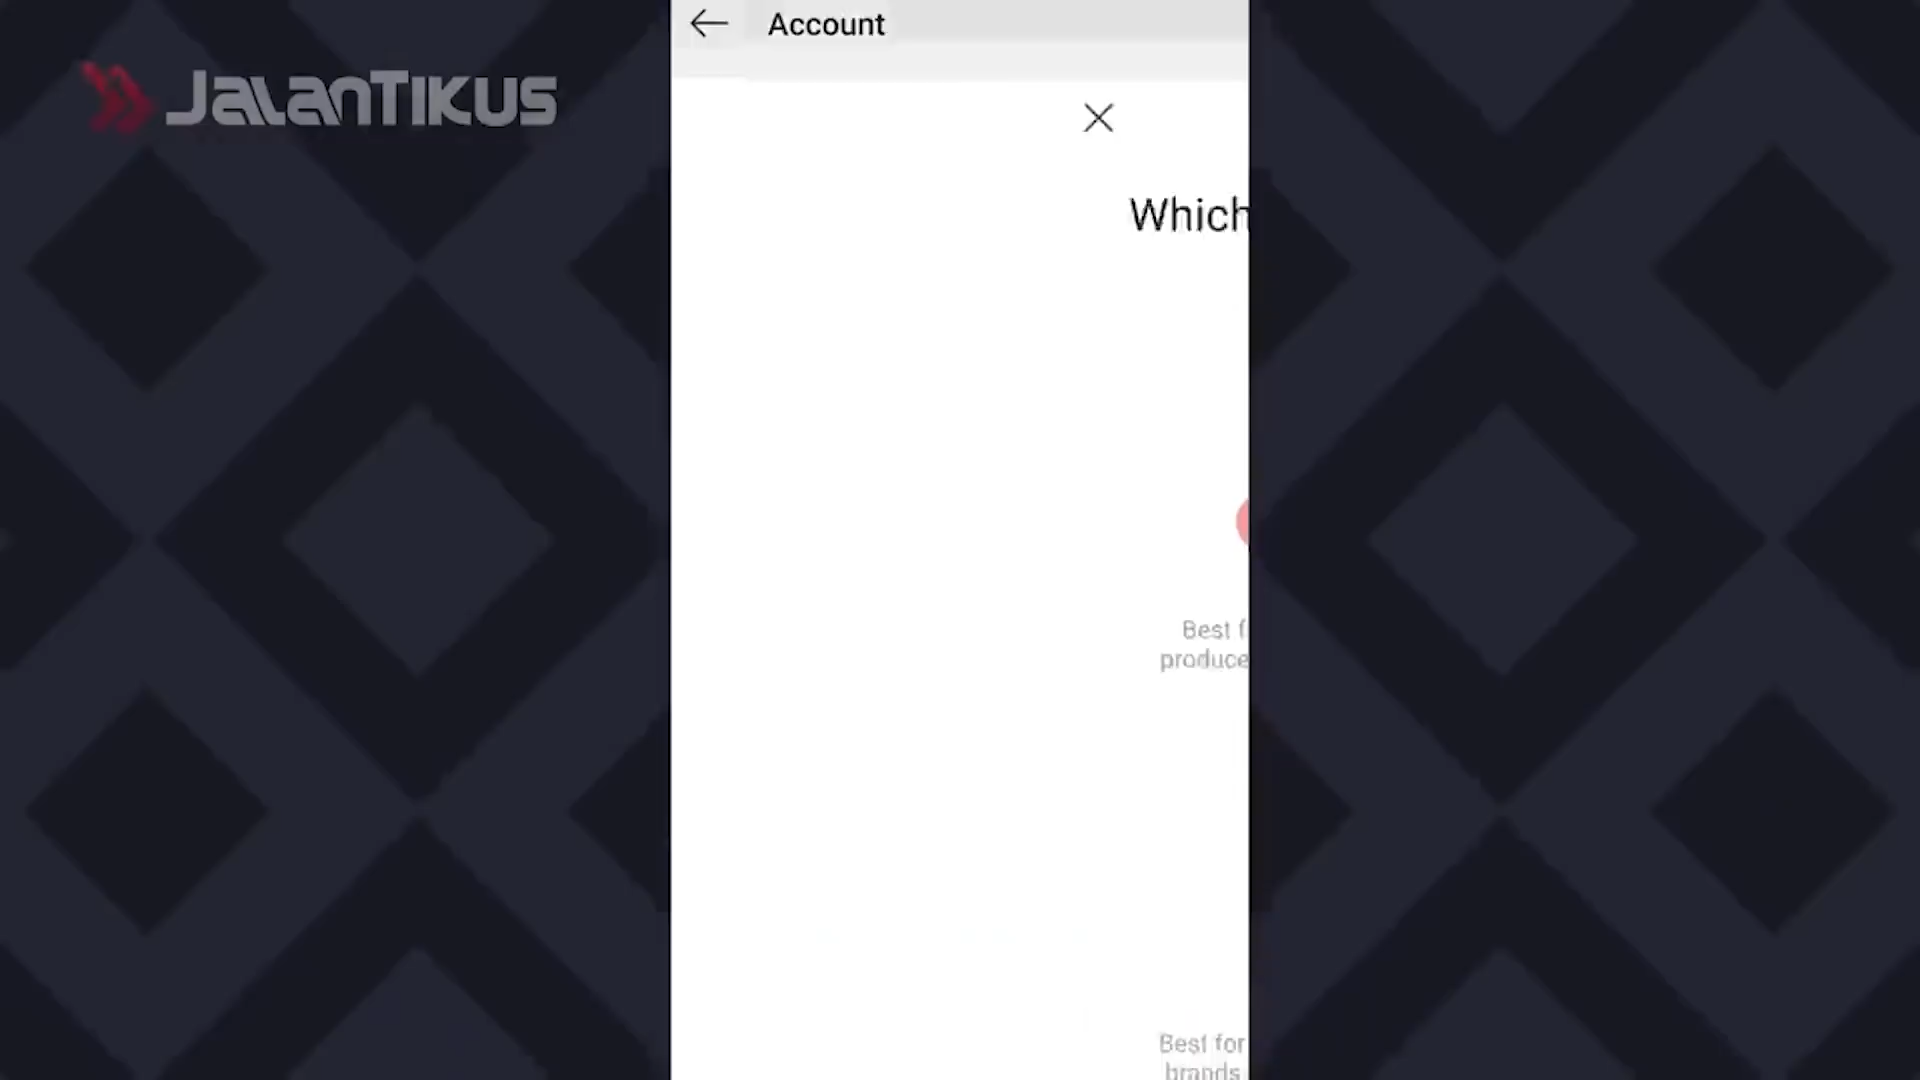 JALANTIKUS
Account
Which
Best f
produce
Best for
brands